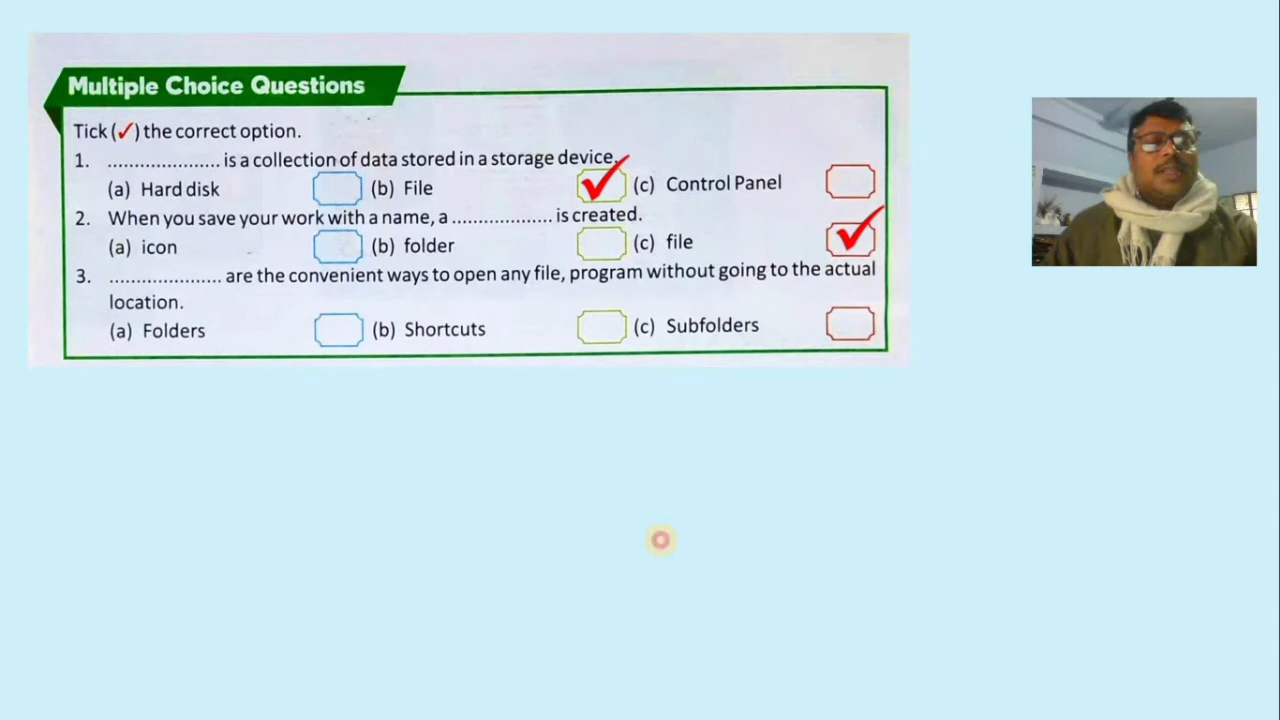 Multiple Choice Questions
Tick (✓) the correct option.
1. ..................... is a collection of data stored in a storage device.
(a) Hard disk (b) File (c) Control Panel
2. When you save your work with a name, a ................... is created.
(a) icon (b) folder (c) file
3. ..................... are the convenient ways to open any file, program without going to the actual
location.
(a) Folders (b) Shortcuts (c) Subfolders